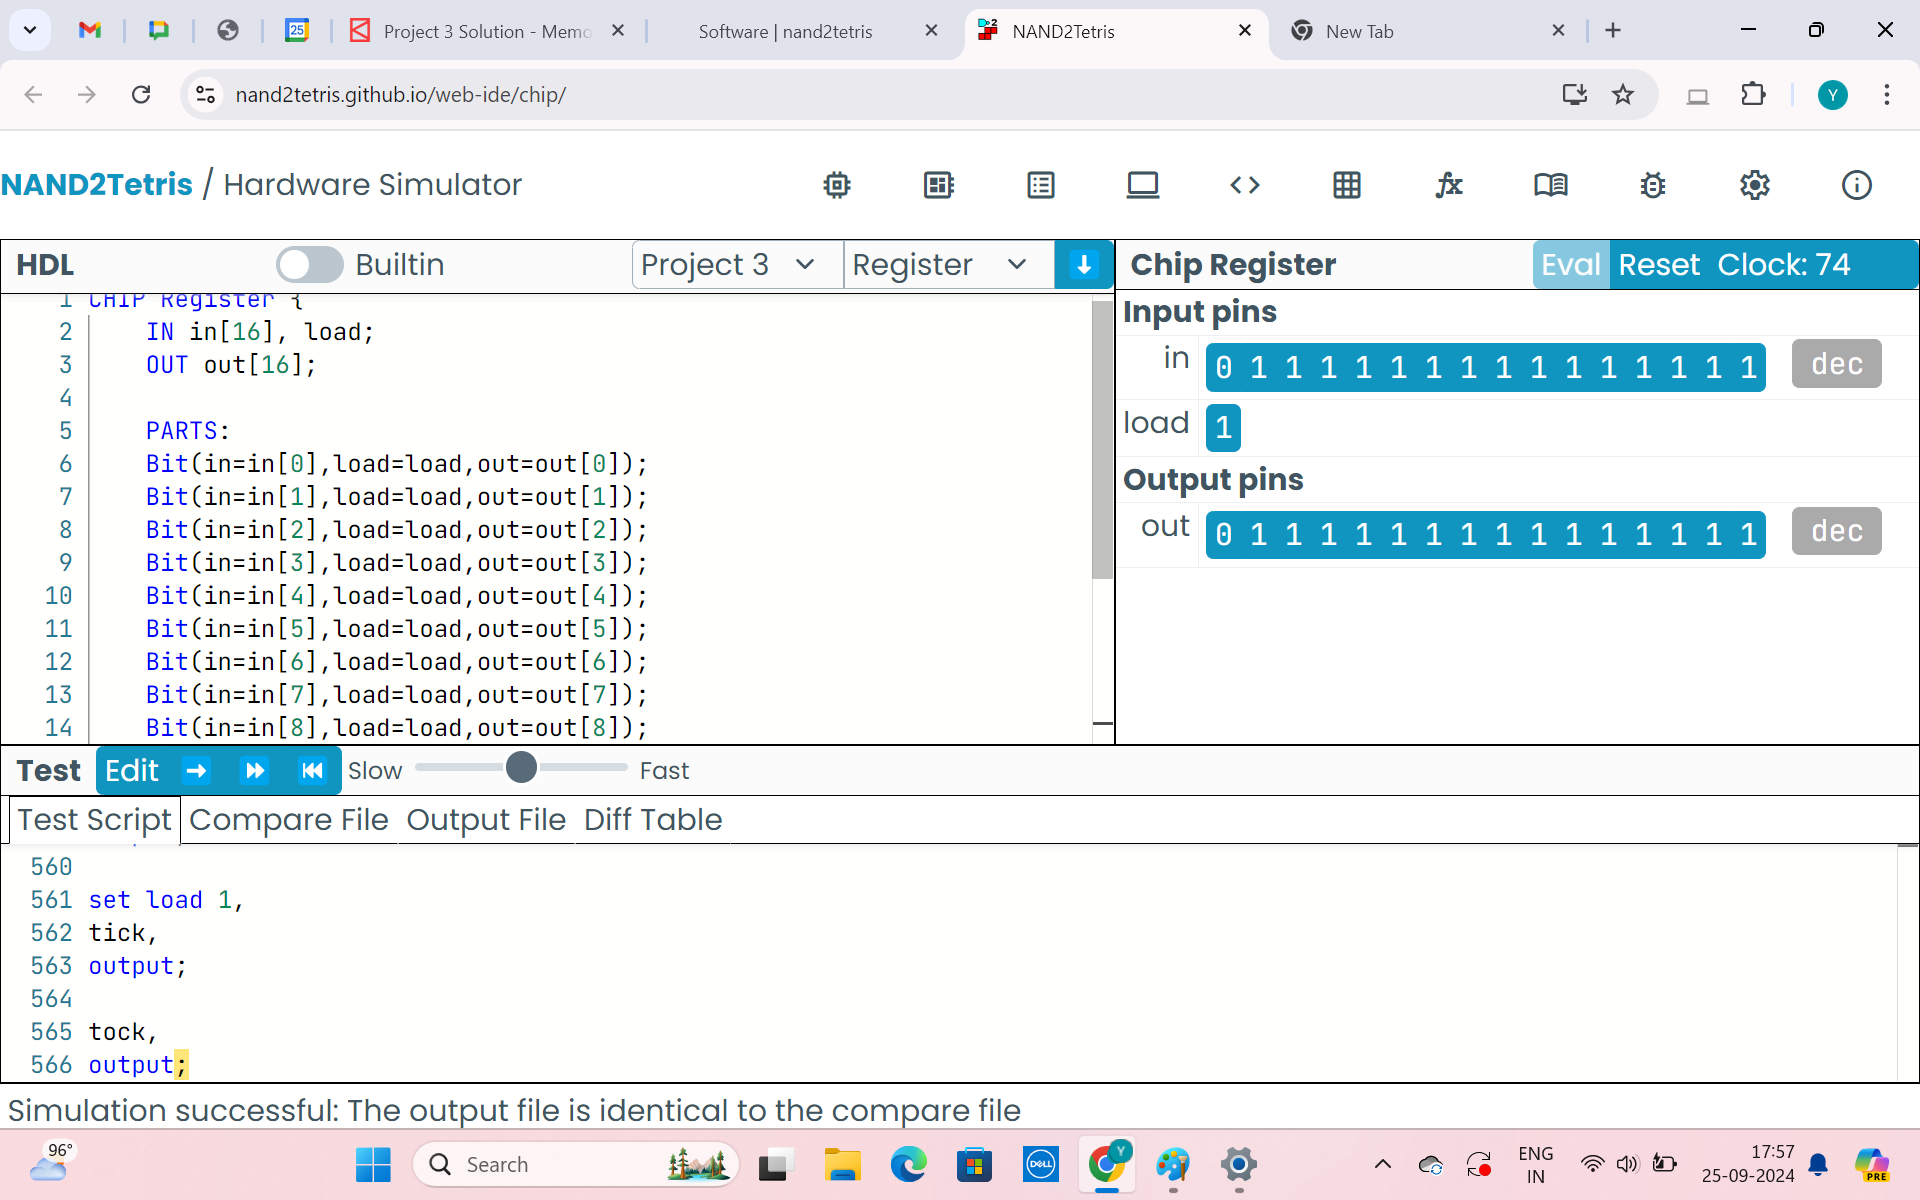 Project 3 Solution - Memo
Software | nand2tetris
NAND2Tetris
New Tab
nand2tetris.github.io/web-ide/chip/
Y
NAND2Tetris / Hardware Simulator
HDL
Builtin
Project 3
Register
Chip Register
Eval Reset Clock: 74
1 CHIP Register {
2 IN in[16], load;
3 OUT out[16];
4
5 PARTS:
6 Bit(in=in[0],load=load,out=out[0]);
7 Bit(in=in[1],load=load,out=out[1]);
8 Bit(in=in[2],load=load,out=out[2]);
9 Bit(in=in[3],load=load,out=out[3]);
10 Bit(in=in[4],load=load,out=out[4]);
11 Bit(in=in[5],load=load,out=out[5]);
12 Bit(in=in[6],load=load,out=out[6]);
13 Bit(in=in[7],load=load,out=out[7]);
14 Bit(in=in[8],load=load,out=out[8]);
Input pins
in 0 1 1 1 1 1 1 1 1 1 1 1 1 1 1 1 dec
load 1
Output pins
out 0 1 1 1 1 1 1 1 1 1 1 1 1 1 1 1 dec
Test Edit Slow Fast
Test Script Compare File Output File Diff Table
560
561 set load 1,
562 tick,
563 output;
564
565 tock,
566 output;
Simulation successful: The output file is identical to the compare file
96°
Search
DELL
Y
ENG
IN
17:57
25-09-2024
PRE